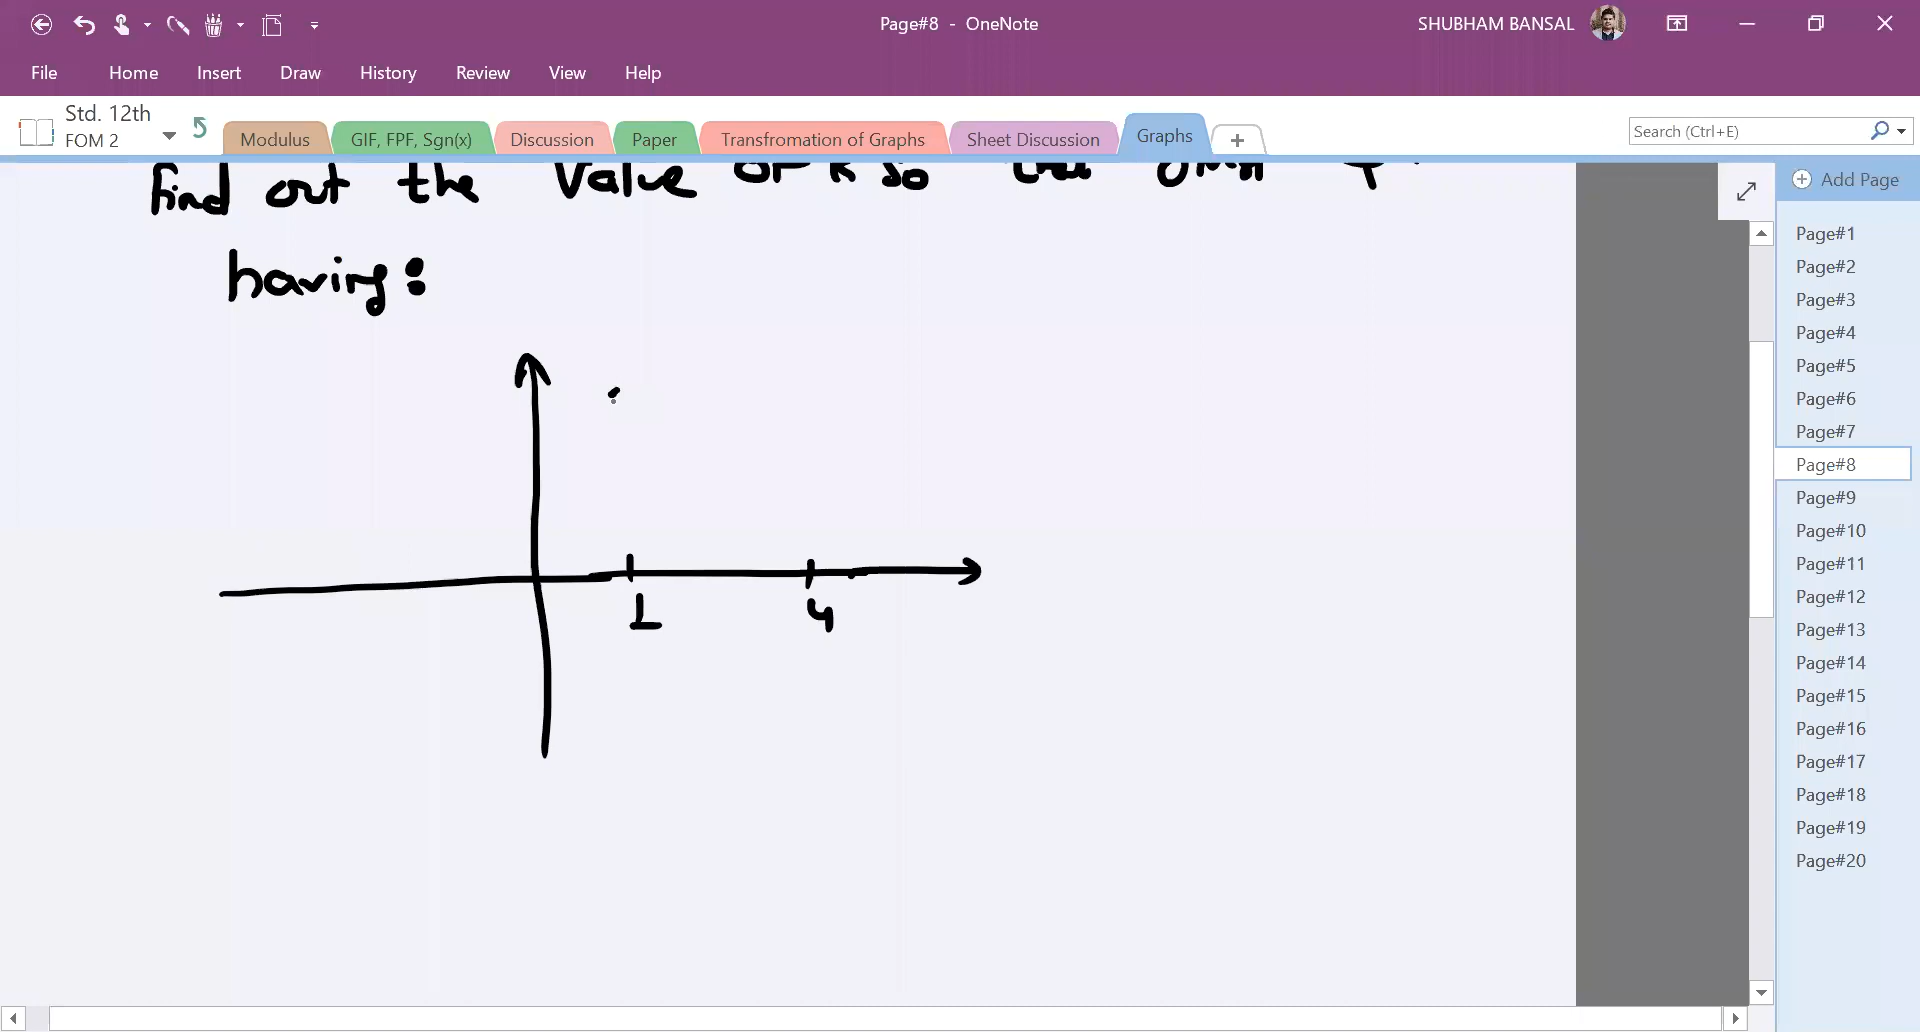 Page#8 - OneNote
SHUBHAM BANSAL
File Home Insert Draw History Review View Help
Std. 12th
FOM 2
Modulus GIF, FPF, Sgn(x) Discussion Paper Transfromation of Graphs Sheet Discussion Graphs
Search (Ctrl+E)
Add Page
find out the Value of k so
having:
1 4
Page#1
Page#2
Page#3
Page#4
Page#5
Page#6
Page#7
Page#8
Page#9
Page#10
Page#11
Page#12
Page#13
Page#14
Page#15
Page#16
Page#17
Page#18
Page#19
Page#20